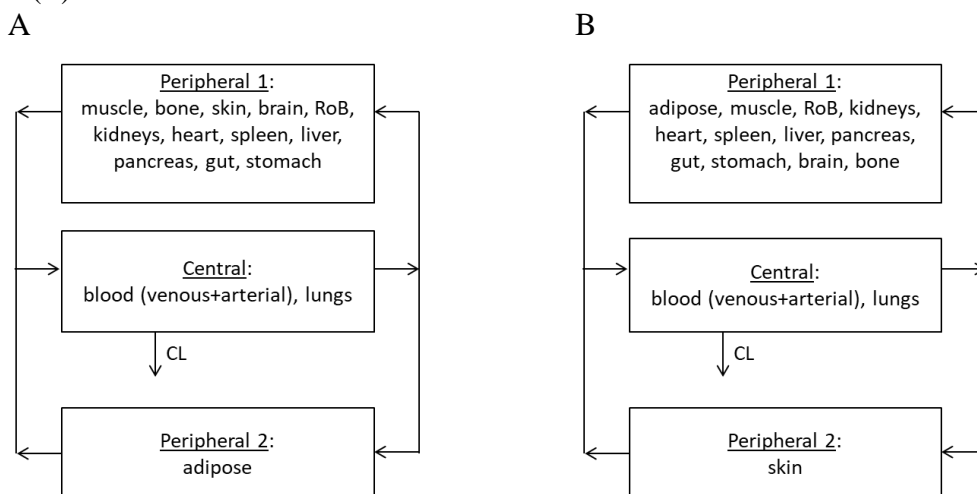 A
Peripheral 1:
muscle, bone, skin, brain, RoB,
kidneys, heart, spleen, liver,
pancreas, gut, stomach
Central:
blood (venous+arterial), lungs
CL
Peripheral 2:
adipose
B
Peripheral 1:
adipose, muscle, RoB, kidneys,
heart, spleen, liver, pancreas,
gut, stomach, brain, bone
Central:
blood (venous+arterial), lungs
CL
Peripheral 2:
skin